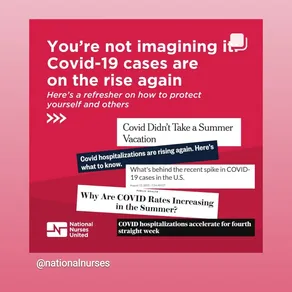 You're not imagining it.
Covid-19 cases are
on the rise again
Here's a refresher on how to protect
yourself and others
>>>
Covid Didn't Take a Summer
Vacation
Covid hospitalizations are rising again. Here's
what to know.
What's behind the recent spike in COVID-
19 cases in the U.S.
Why Are COVID Rates Increasing
in the Summer?
COVID hospitalizations accelerate for fourth
straight week
National
Nurses
United
@nationalnurses